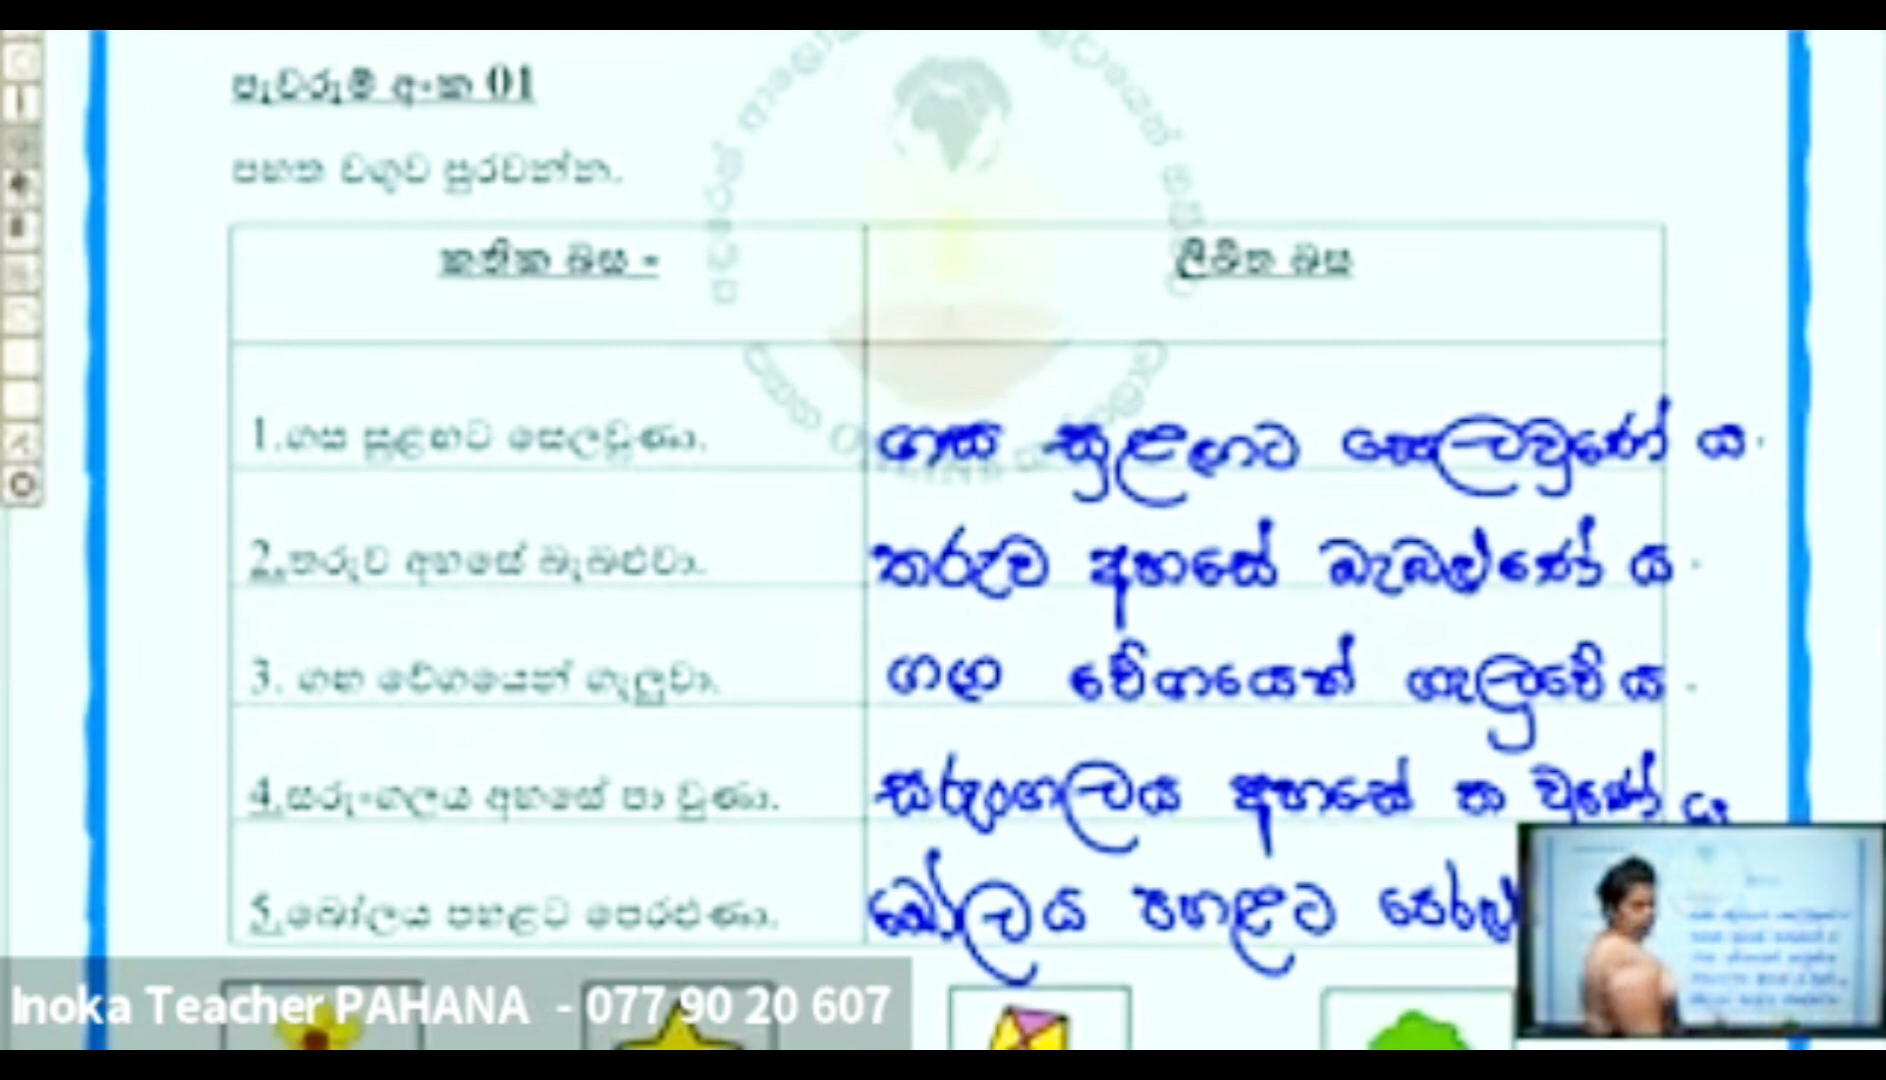 පැවරුම් අංක 01
පහත වගුව පුරවන්න.
කතික බස - ලිඛිත බස
1.ගස සුළඟට සෙලවුණා. ගස සුළඟට සෙලවුණේ ය.
2.තරුව අහසේ බැබළුවා. තරුව අහසේ බැබළුණේ ය.
3. ගඟ වේගයෙන් ගැලුවා. ගඟ වේගයෙන් ගැලුවේ ය.
4.සරුංගලය අහසේ පා වුණා. සරුංගලය අහසේ පා වුණේ ය
5.බෝලය පහළට පෙරළුණා. බෝලය පහළට පෙරළු
Inoka Teacher PAHANA - 077 90 20 607